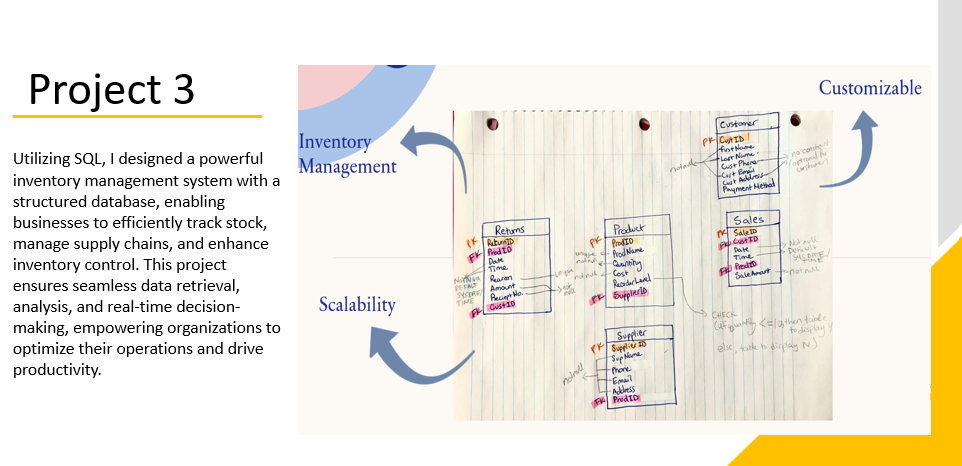 Project 3
Utilizing SQL, I designed a powerful
inventory management system with a
structured database, enabling
businesses to efficiently track stock,
manage supply chains, and enhance
inventory control. This project
ensures seamless data retrieval,
analysis, and real-time decision-
making, empowering organizations to
optimize their operations and drive
productivity.
Inventory
Management
Scalability
Customizable
Customer
PK CustID
First Name
Last Name
Cust Phone
Cust Email
Cust Address
Payment Method
not null
no constraint
(optional to
customer)
Returns
PK ReturnID
FK ProdID
Date
Time
Reason
Amount
Receipt No.
FK CustID
Not Null
DEFAULT
SYSDATE/
TIME
unique
not null
Product
PK ProdID
ProdName
Quantity
Cost
ReorderLevel
FK SupplierID
unique
not null
not null
Sales
PK SaleID
FK CustID
Date
Time
FK ProdID
SaleAmount
Not null
DEFAULT
SYSDATE/
TIME
not null
CHECK
(if quantity <=10, then table
to display Y
else, table to display N)
Supplier
PK SupplierID
SupName
Phone
Email
Address
FK ProdID
not null